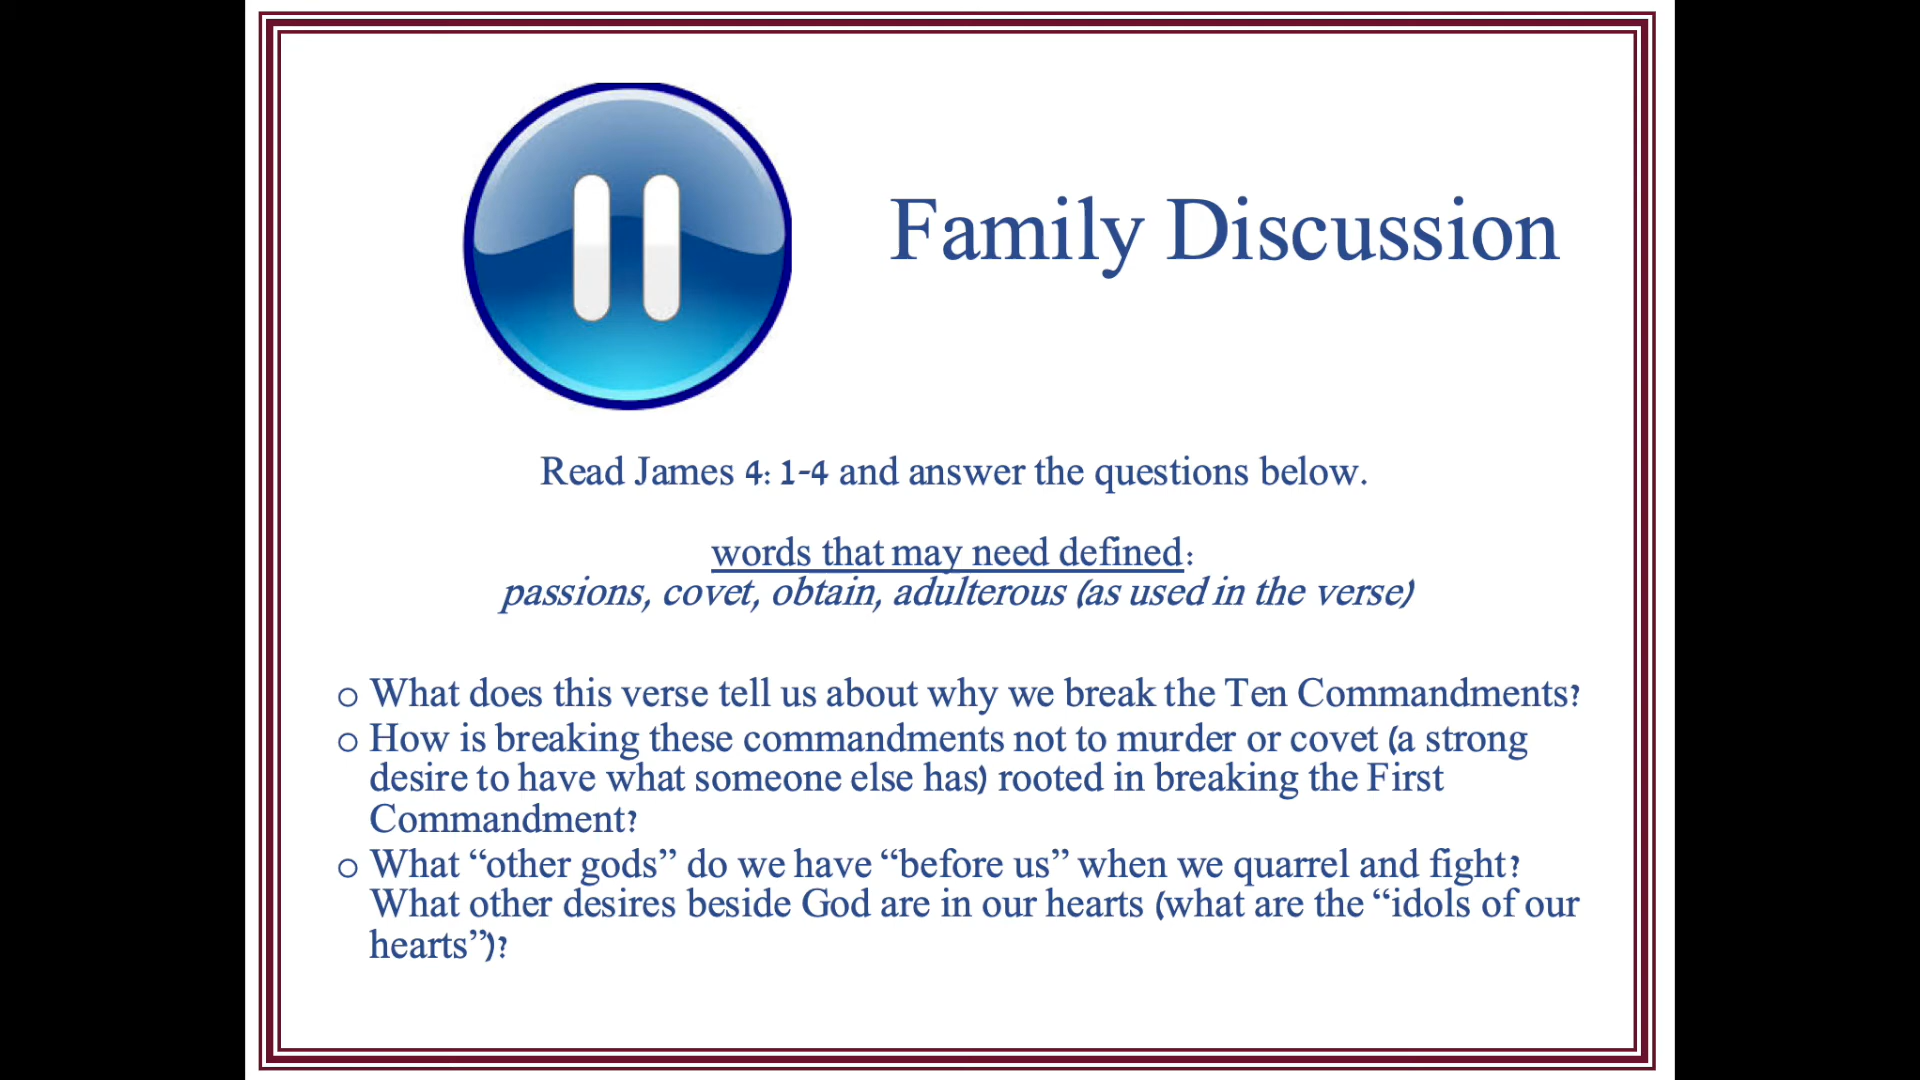 Family Discussion
Read James 4: 1-4 and answer the questions below.
words that may need defined:
passions, covet, obtain, adulterous (as used in the verse)
o What does this verse tell us about why we break the Ten Commandments?
o How is breaking these commandments not to murder or covet (a strong
desire to have what someone else has) rooted in breaking the First
Commandment?
o What “other gods” do we have “before us” when we quarrel and fight?
What other desires beside God are in our hearts (what are the “idols of our
hearts”)?